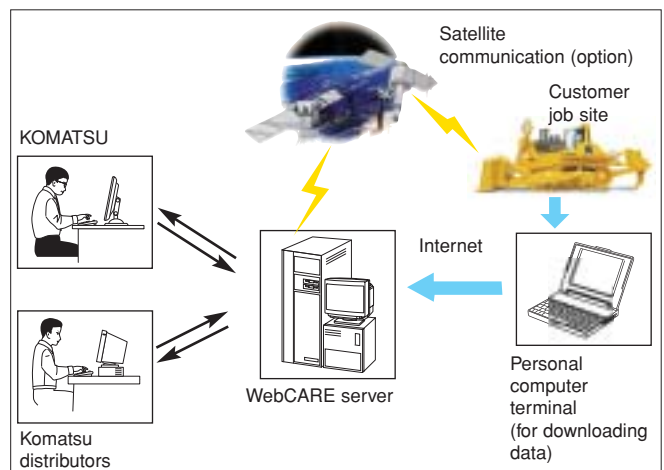 Satellite
communication (option)
Customer
job site
KOMATSU
Internet
WebCARE server
Personal
computer
terminal
(for downloading
data)
Komatsu
distributors